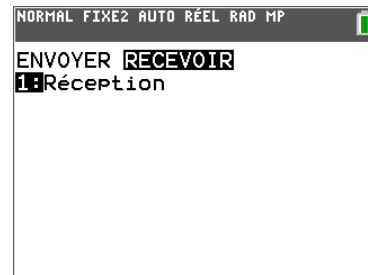 NORMAL FIXE2 AUTO RÉEL RAD MP
ENVOYER RECEVOIR
1:Réception